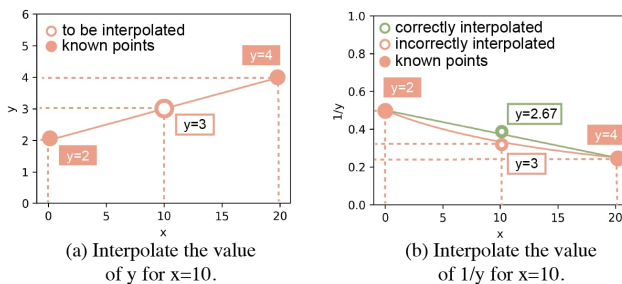 6
5
4
3
2
1
0
y
to be interpolated
known points
y=4
y=3
y=2
0
5
10
15
20
x
(a) Interpolate the value
of y for x=10.
1/y
1.0
0.8
0.6
0.4
0.2
0.0
correctly interpolated
incorrectly interpolated
known points
y=2
y=2.67
y=4
y=3
0
5
10
15
20
x
(b) Interpolate the value
of 1/y for x=10.